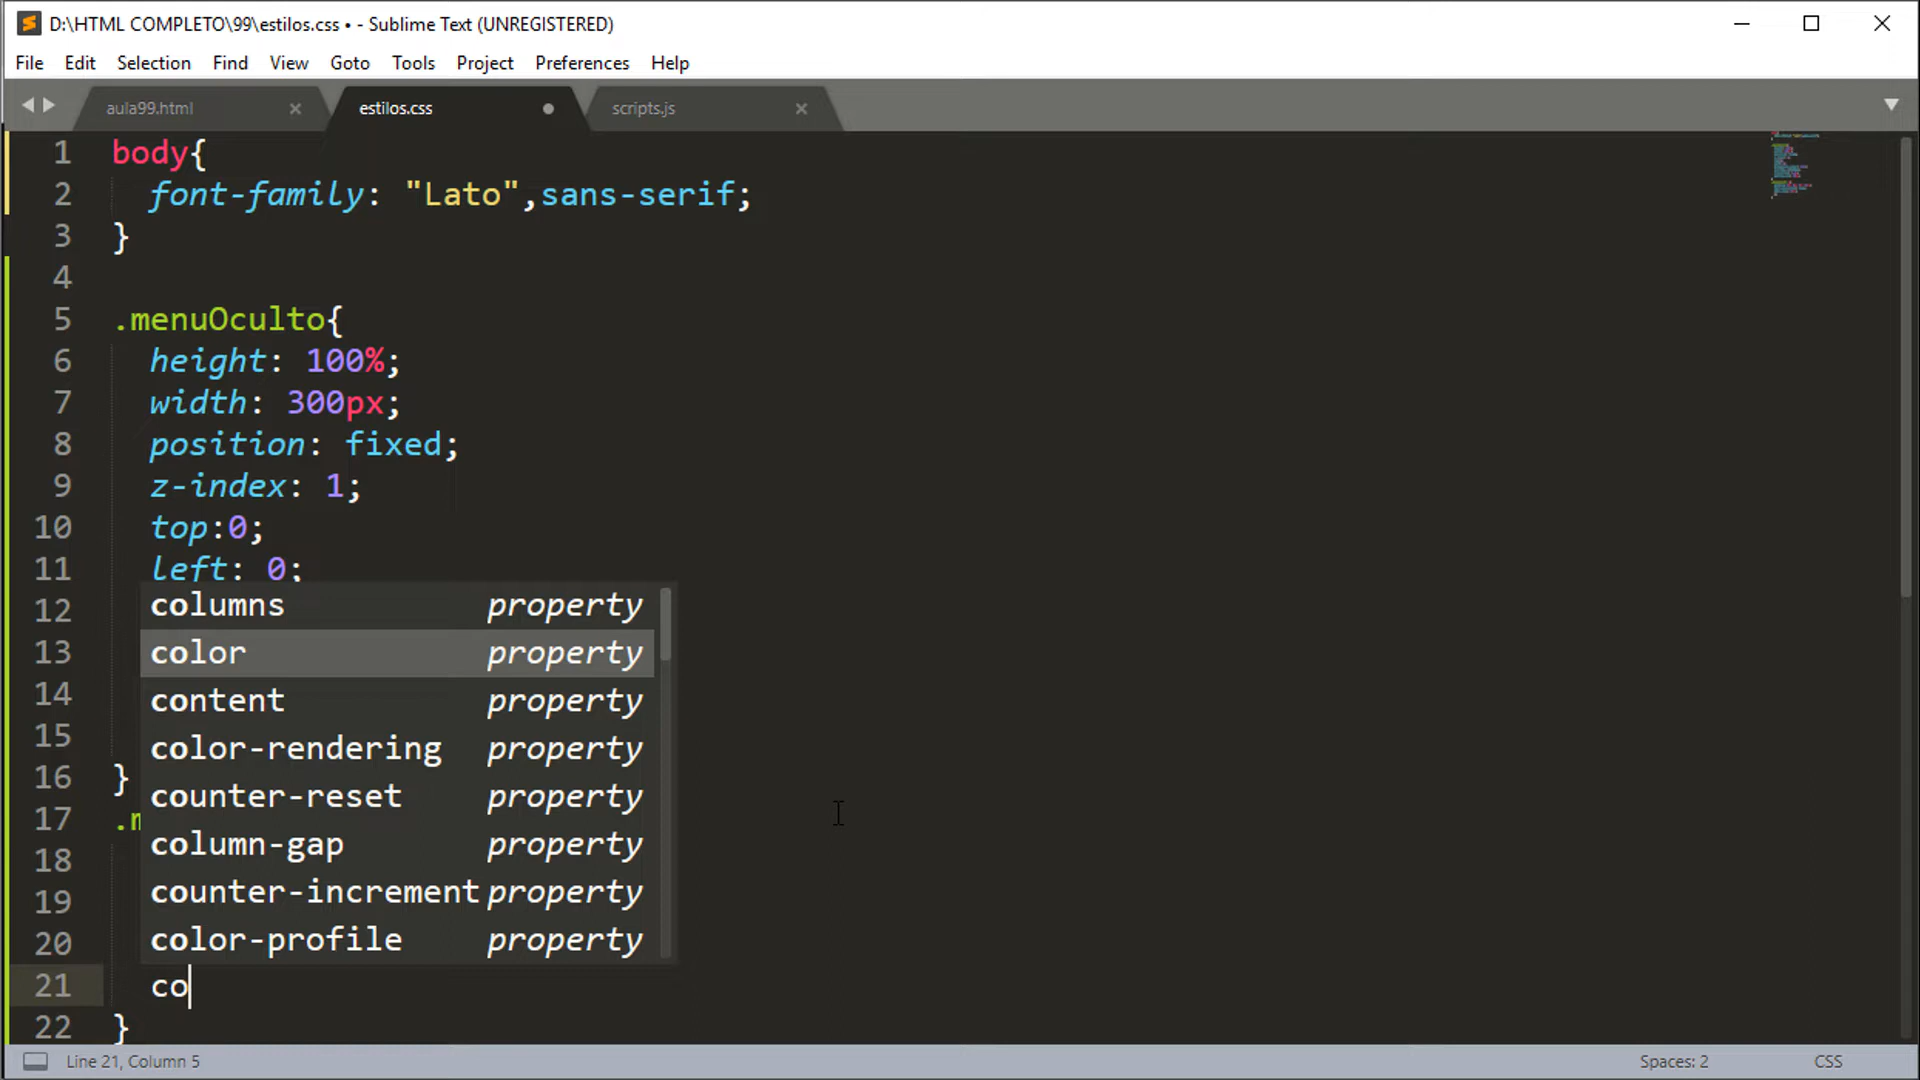 D:\HTML COMPLETO\99\estilos.css • - Sublime Text (UNREGISTERED)
File Edit Selection Find View Goto Tools Project Preferences Help
aula99.html estilos.css scripts.js
1 body{
2 font-family: "Lato",sans-serif;
3 }
4
5 .menuOculto{
6 height: 100%;
7 width: 300px;
8 position: fixed;
9 z-index: 1;
10 top:0;
11 left: 0;
12 columns property
13 color property
14 content property
15 color-rendering property
16 } counter-reset property
17 .m column-gap property
18
19 counter-increment property
20 color-profile property
21 co
22 }
Line 21, Column 5 Spaces: 2 CSS